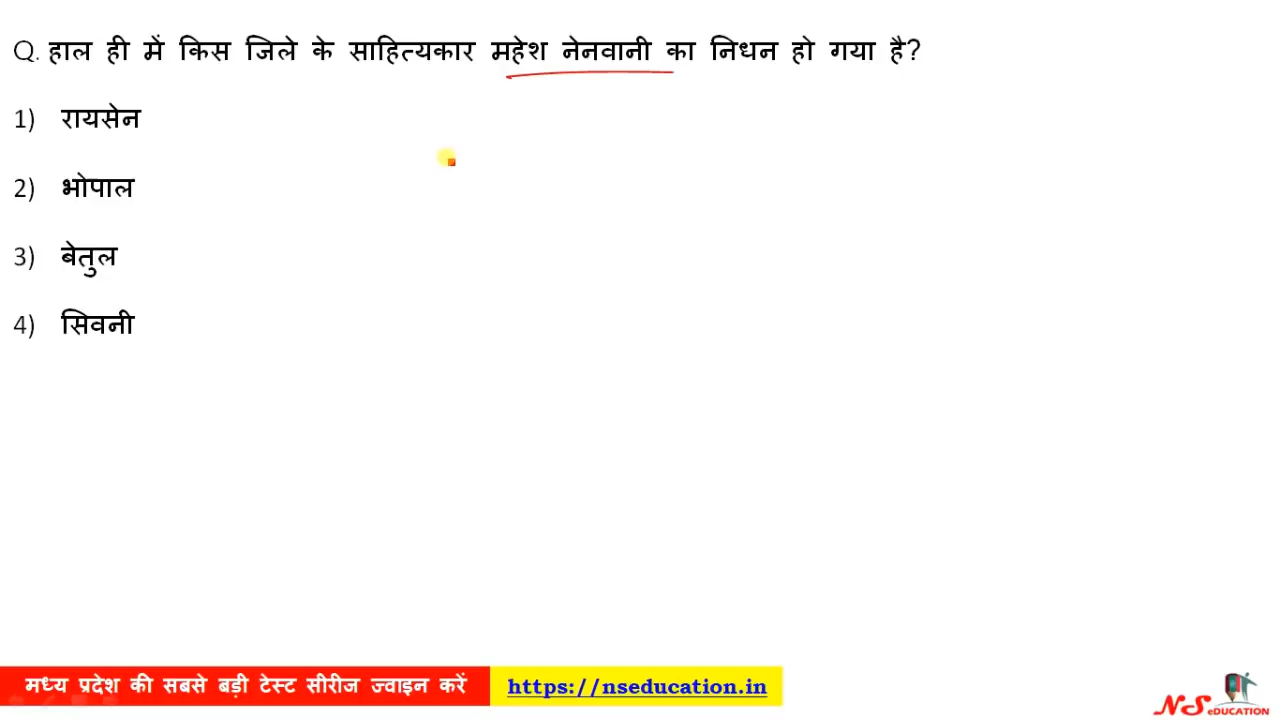 Q. हाल ही में किस जिले के साहित्यकार महेश नेनवानी का निधन हो गया है?
1) रायसेन
2) भोपाल
3) बेतुल
4) सिवनी
मध्य प्रदेश की सबसे बड़ी टेस्ट सीरीज ज्वाइन करें https://nseducation.in
NS eDUCATION